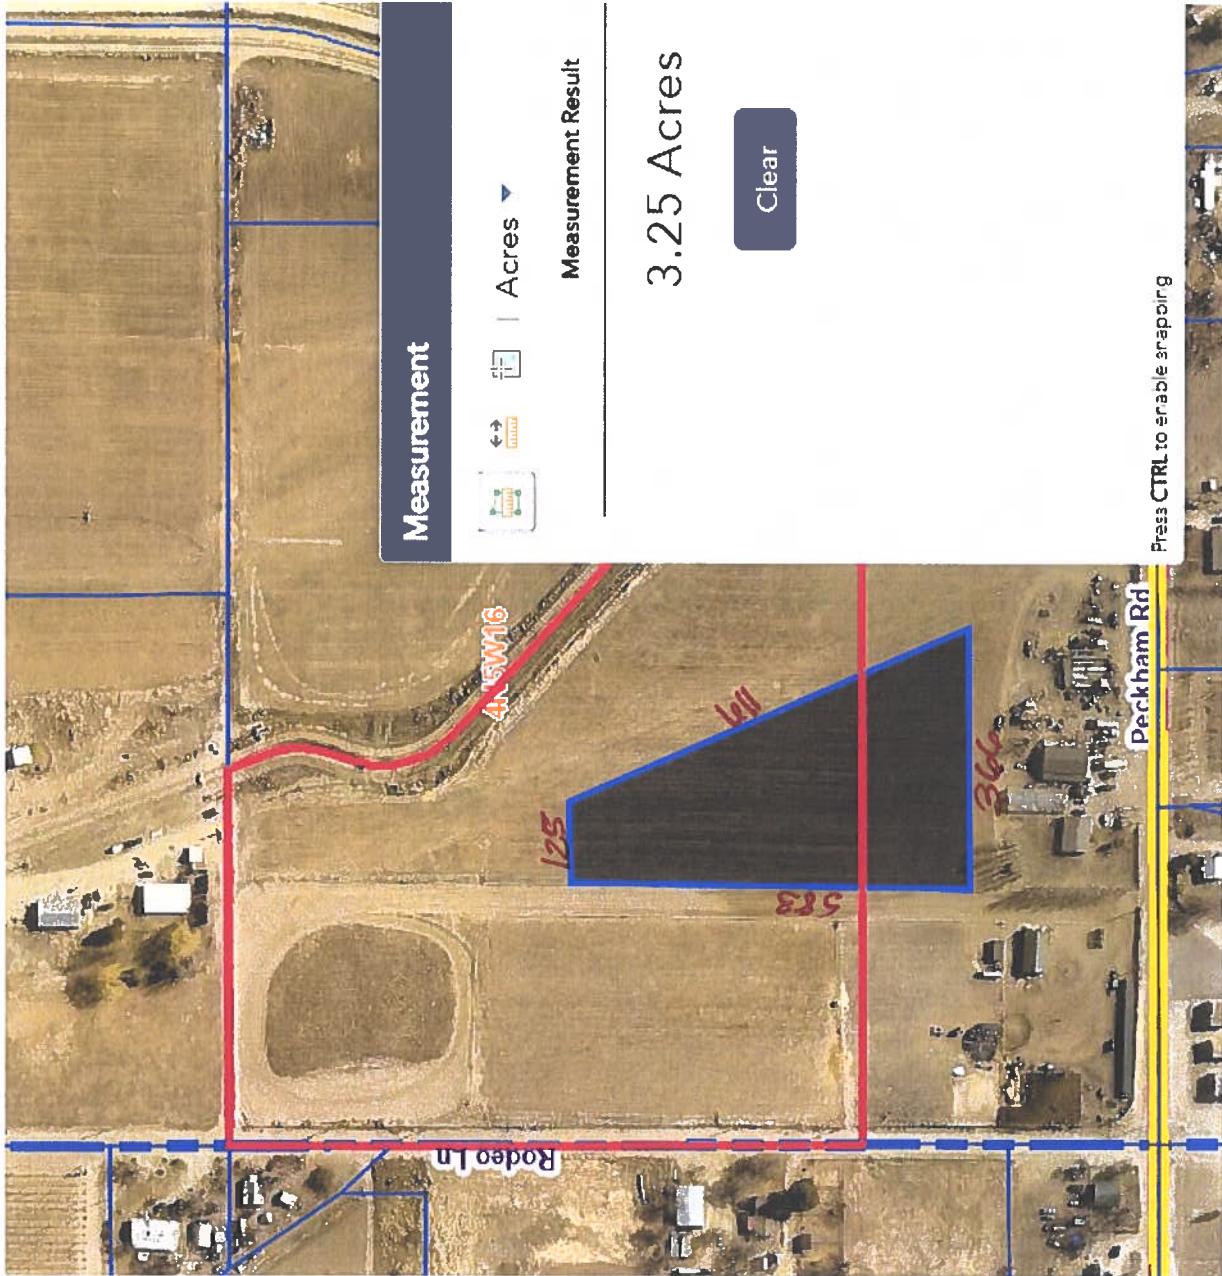 Measurement
| Acres
Measurement Result
3.25 Acres
Clear
Press CTRL to enable snapping
4N5W16
Peckham Rd
Rodeo Ln
125
611
366
583